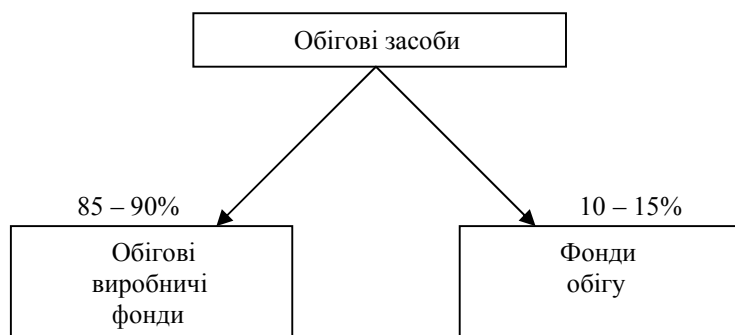 Обігові засоби
85 – 90%
10 – 15%
Обігові
виробничі
фонди
Фонди
обігу